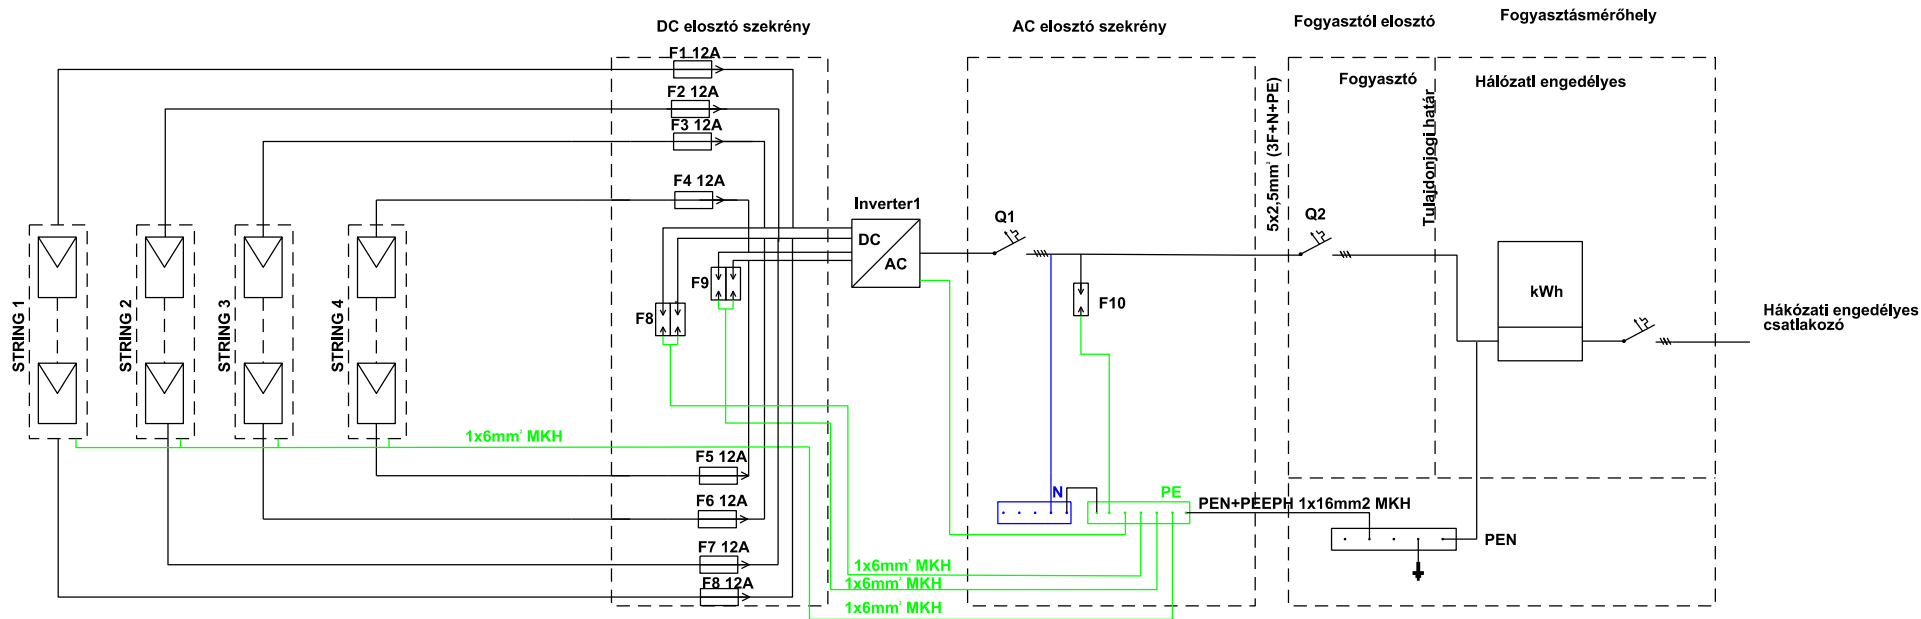 DC elosztó szekrény
AC elosztó szekrény
Fogyasztól elosztó
Fogyasztásmérőhely
F1 12A
F2 12A
F3 12A
F4 12A
Fogyasztó
Hálózati engedélyes
Tulajdonjogi határ
5x2,5mm² (3F+N+PE)
Inverter1
DC
AC
Q1
Q2
F9
F8
F10
kWh
Hákózati engedélyes
csatlakozó
STRING 1
STRING 2
STRING 3
STRING 4
1x6mm² MKH
F5 12A
F6 12A
F7 12A
F8 12A
N
PE
PEN+PEEPH 1x16mm2 MKH
PEN
1x6mm² MKH
1x6mm² MKH
1x6mm² MKH